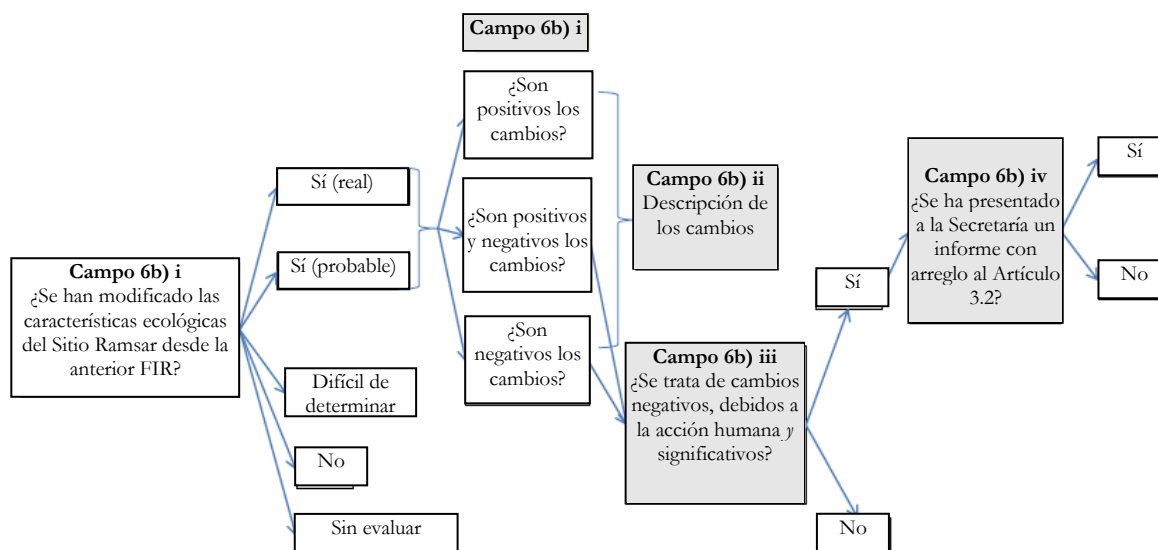 Campo 6b) i
¿Se han modificado las
características ecológicas
del Sitio Ramsar desde la
anterior FIR?
Sí (real)
Sí (probable)
Difícil de
determinar
No
Sin evaluar
Campo 6b) i
¿Son
positivos los
cambios?
¿Son positivos
y negativos los
cambios?
¿Son
negativos los
cambios?
Campo 6b) ii
Descripción de
los cambios
Campo 6b) iii
¿Se trata de cambios
negativos, debidos a
la acción humana y
significativos?
Sí
No
Campo 6b) iv
¿Se ha presentado
a la Secretaría un
informe con
arreglo al Artículo
3.2?
Sí
No